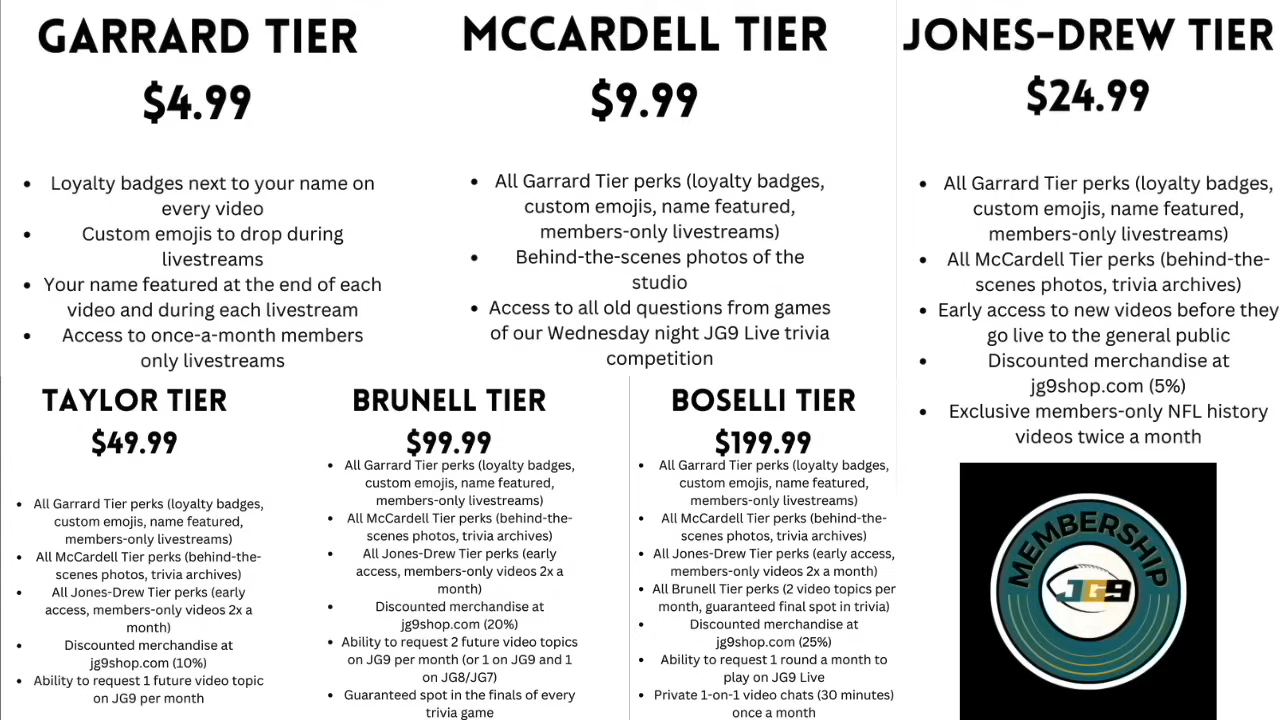 GARRARD TIER
$4.99
• Loyalty badges next to your name on
every video
• Custom emojis to drop during
livestreams
• Your name featured at the end of each
video and during each livestream
• Access to once-a-month members
only livestreams
MCCARDELL TIER
$9.99
• All Garrard Tier perks (loyalty badges,
custom emojis, name featured,
members-only livestreams)
• Behind-the-scenes photos of the
studio
• Access to all old questions from games
of our Wednesday night JG9 Live trivia
competition
JONES-DREW TIER
$24.99
• All Garrard Tier perks (loyalty badges,
custom emojis, name featured,
members-only livestreams)
• All McCardell Tier perks (behind-the-
scenes photos, trivia archives)
• Early access to new videos before they
go live to the general public
• Discounted merchandise at
jg9shop.com (5%)
• Exclusive members-only NFL history
videos twice a month
TAYLOR TIER
$49.99
• All Garrard Tier perks (loyalty badges,
custom emojis, name featured,
members-only livestreams)
• All McCardell Tier perks (behind-the-
scenes photos, trivia archives)
• All Jones-Drew Tier perks (early
access, members-only videos 2x a
month)
• Discounted merchandise at
jg9shop.com (10%)
• Ability to request 1 future video topic
on JG9 per month
BRUNELL TIER
$99.99
• All Garrard Tier perks (loyalty badges,
custom emojis, name featured,
members-only livestreams)
• All McCardell Tier perks (behind-the-
scenes photos, trivia archives)
• All Jones-Drew Tier perks (early
access, members-only videos 2x a
month)
• Discounted merchandise at
jg9shop.com (20%)
• Ability to request 2 future video topics
on JG9 per month (or 1 on JG9 and 1
on JG8/JG7)
• Guaranteed spot in the finals of every
trivia game
BOSELLI TIER
$199.99
• All Garrard Tier perks (loyalty badges,
custom emojis, name featured,
members-only livestreams)
• All McCardell Tier perks (behind-the-
scenes photos, trivia archives)
• All Jones-Drew Tier perks (early access,
members-only videos 2x a month)
• All Brunell Tier perks (2 video topics per
month, guaranteed final spot in trivia)
• Discounted merchandise at
jg9shop.com (25%)
• Ability to request 1 round a month to
play on JG9 Live
• Private 1-on-1 video chats (30 minutes)
once a month
MEMBERSHIP
JG9